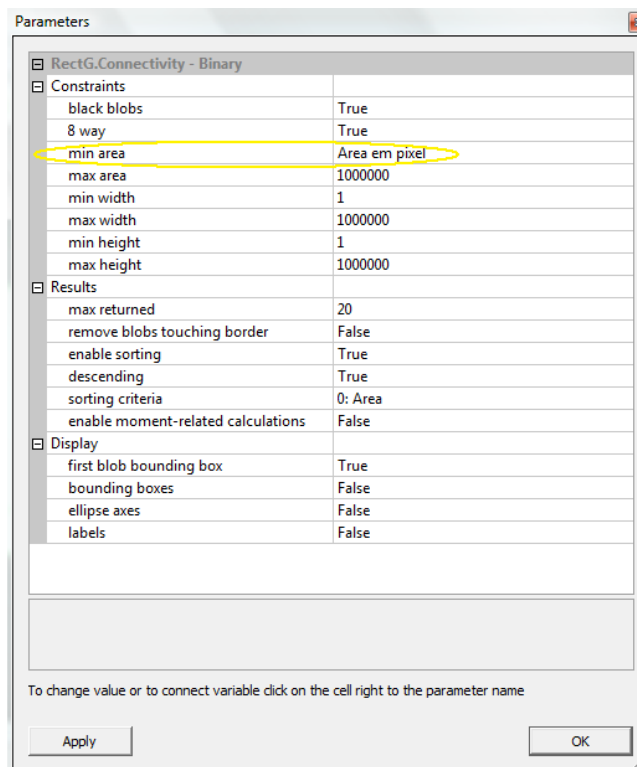 Parameters
RectG.Connectivity - Binary
Constraints
black blobs True
8 way True
min area Area em pixel
max area 1000000
min width 1
max width 1000000
min height 1
max height 1000000
Results
max returned 20
remove blobs touching border False
enable sorting True
descending True
sorting criteria 0: Area
enable moment-related calculations False
Display
first blob bounding box True
bounding boxes False
ellipse axes False
labels False
To change value or to connect variable click on the cell right to the parameter name
Apply OK